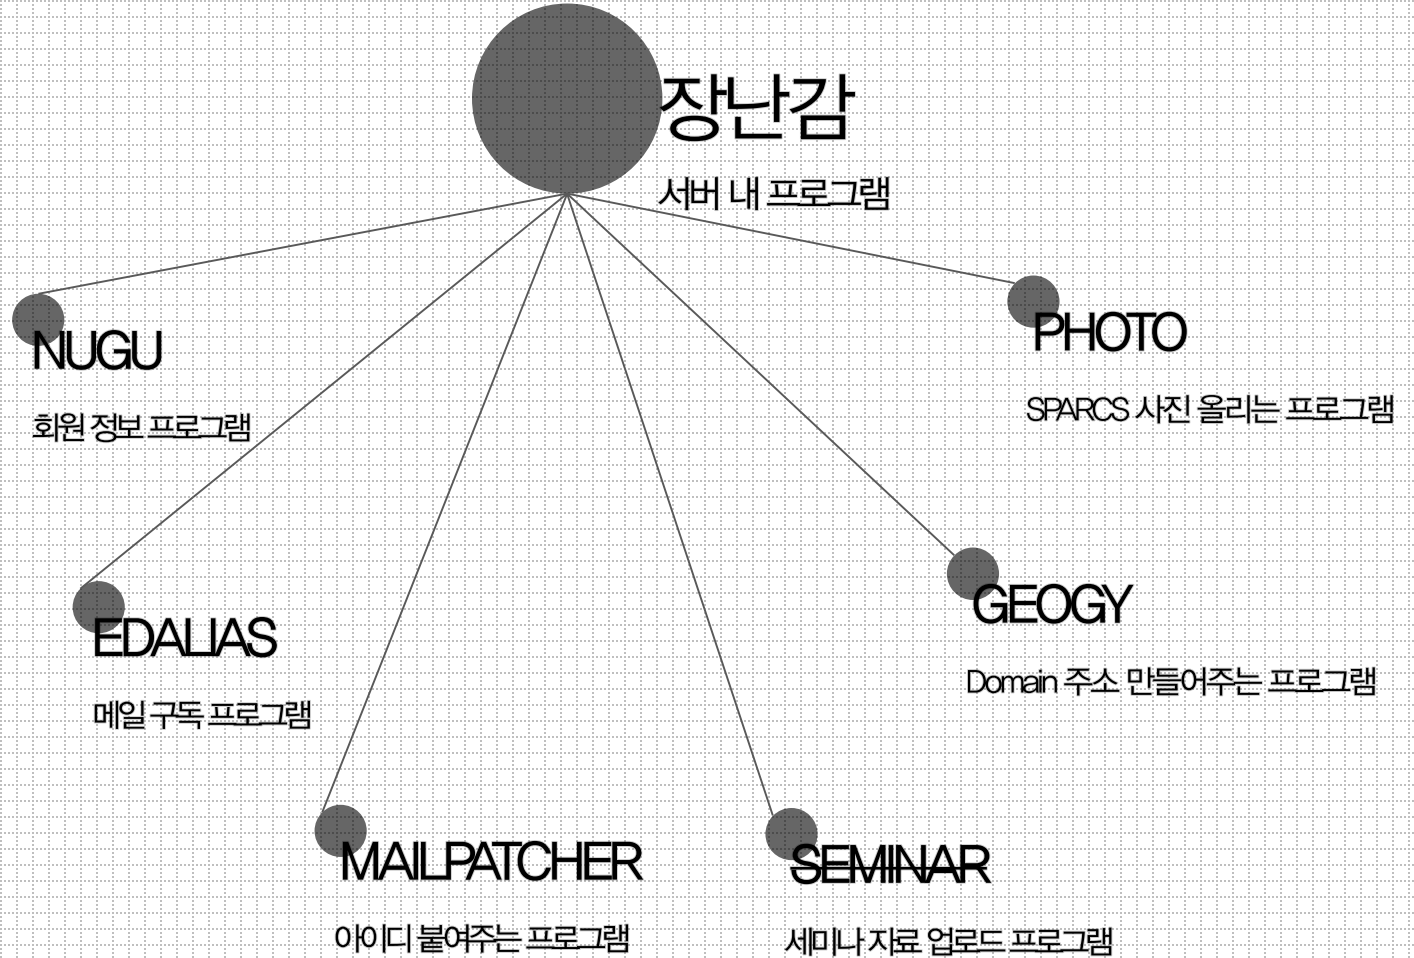 장난감
서버 내 프로그램
NUGU
회원 정보 프로그램
PHOTO
SPARCS 사진 올리는 프로그램
EDALIAS
메일 구독 프로그램
GEOGY
Domain 주소 만들어주는 프로그램
MAILPATCHER
아이디 붙여주는 프로그램
SEMINAR
세미나 자료 업로드 프로그램